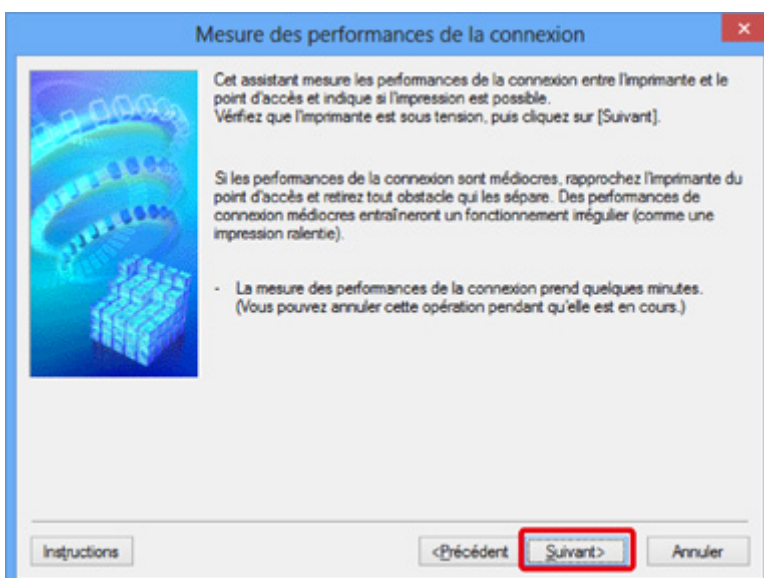 Mesure des performances de la connexion
Cet assistant mesure les performances de la connexion entre l'imprimante et le
point d'accès et indique si l'impression est possible.
Vérifiez que l'imprimante est sous tension, puis cliquez sur [Suivant].
Si les performances de la connexion sont médiocres, rapprochez l'imprimante du
point d'accès et retirez tout obstacle qui les sépare. Des performances de
connexion médiocres entraîneront un fonctionnement irrégulier (comme une
impression ralentie).
- La mesure des performances de la connexion prend quelques minutes.
(Vous pouvez annuler cette opération pendant qu'elle est en cours.)
Instructions
<Précédent
Suivant>
Annuler